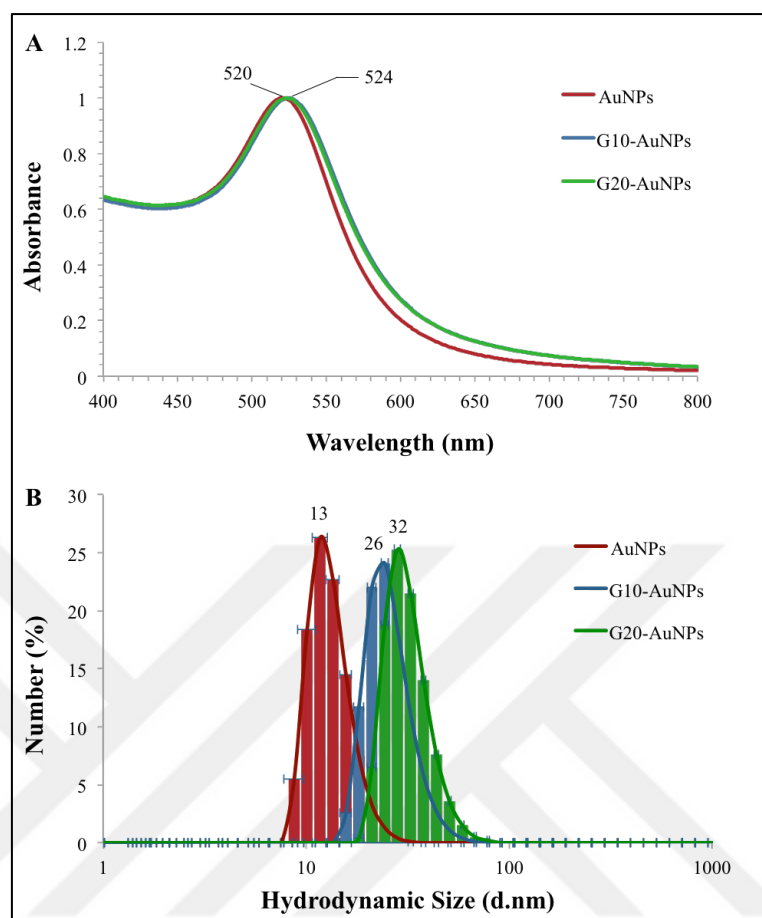 A
1.2
1
0.8
0.6
0.4
0.2
0
Absorbance
520
524
AuNPs
G10-AuNPs
G20-AuNPs
400 450 500 550 600 650 700 750 800
Wavelength (nm)
B
30
25
20
15
10
5
0
Number (%)
13
26
32
AuNPs
G10-AuNPs
G20-AuNPs
1 10 100 1000
Hydrodynamic Size (d.nm)